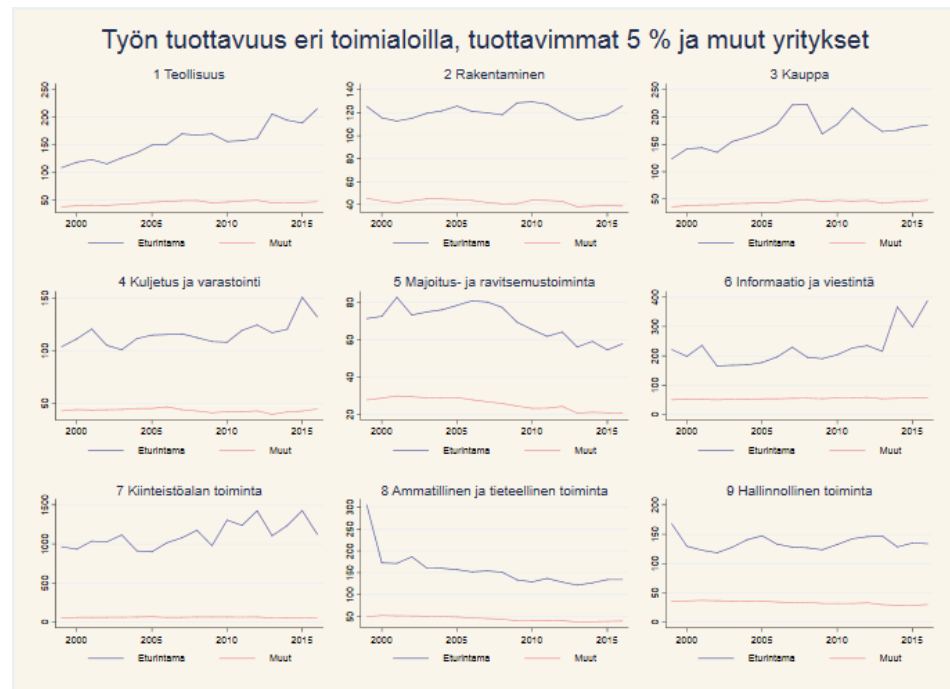 Työn tuottavuus eri toimialoilla, tuottavimmat 5 % ja muut yritykset
1 Teollisuus
250
200
150
100
50
2000 2005 2010 2015
Eturintama Muut
2 Rakentaminen
140
120
100
80
60
40
2000 2005 2010 2015
Eturintama Muut
3 Kauppa
250
200
150
100
50
2000 2005 2010 2015
Eturintama Muut
4 Kuljetus ja varastointi
150
100
50
2000 2005 2010 2015
Eturintama Muut
5 Majoitus- ja ravitsemustoiminta
80
60
40
20
2000 2005 2010 2015
Eturintama Muut
6 Informaatio ja viestintä
400
300
200
100
0
2000 2005 2010 2015
Eturintama Muut
7 Kiinteistöalan toiminta
1500
1000
500
0
2000 2005 2010 2015
Eturintama Muut
8 Ammatillinen ja tieteellinen toiminta
300
250
200
150
100
50
2000 2005 2010 2015
Eturintama Muut
9 Hallinnollinen toiminta
200
150
100
50
0
2000 2005 2010 2015
Eturintama Muut